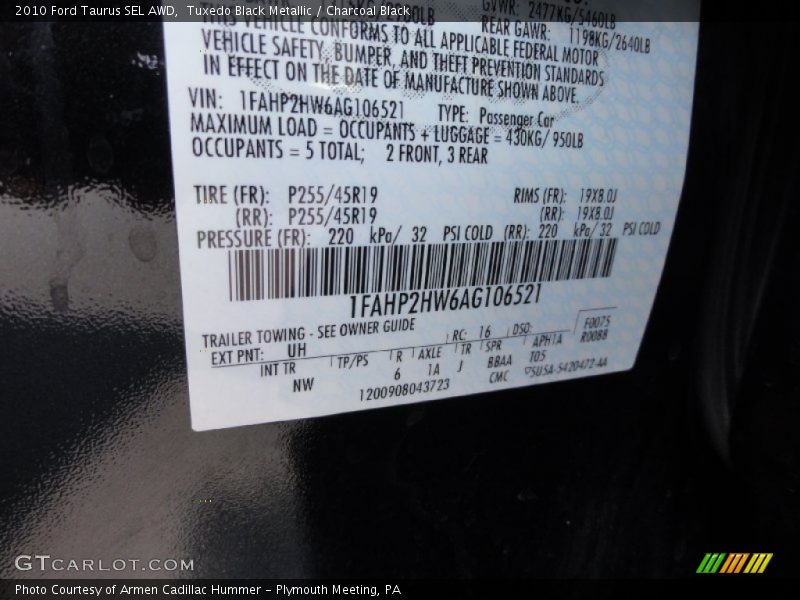 2010 Ford Taurus SEL AWD, Tuxedo Black Metallic / Charcoal Black
GVWR: 2477KG/5460LB
REAR GAWR: 1198KG/2640LB
THIS VEHICLE CONFORMS TO ALL APPLICABLE FEDERAL MOTOR
VEHICLE SAFETY, BUMPER, AND THEFT PREVENTION STANDARDS
IN EFFECT ON THE DATE OF MANUFACTURE SHOWN ABOVE.
VIN: 1FAHP2HW6AG106521 TYPE: Passenger Car
MAXIMUM LOAD = OCCUPANTS + LUGGAGE = 430KG/ 950LB
OCCUPANTS = 5 TOTAL; 2 FRONT, 3 REAR
TIRE (FR): P255/45R19 RIMS (FR): 19X8.0J
(RR): P255/45R19 (RR): 19X8.0J
PRESSURE (FR): 220 kPa/ 32 PSI COLD (RR): 220 kPa/ 32 PSI COLD
1FAHP2HW6AG106521
TRAILER TOWING - SEE OWNER GUIDE
EXT PNT: UH RC: 16 DSO: F0075
R0088
INT TR TP/PS R AXLE TR SPR APH1A
NW 6 1A J BBAA T05
1200908043723 CMC SUSA-5420472-AA
GTCARLOT.COM
Photo Courtesy of Armen Cadillac Hummer - Plymouth Meeting, PA